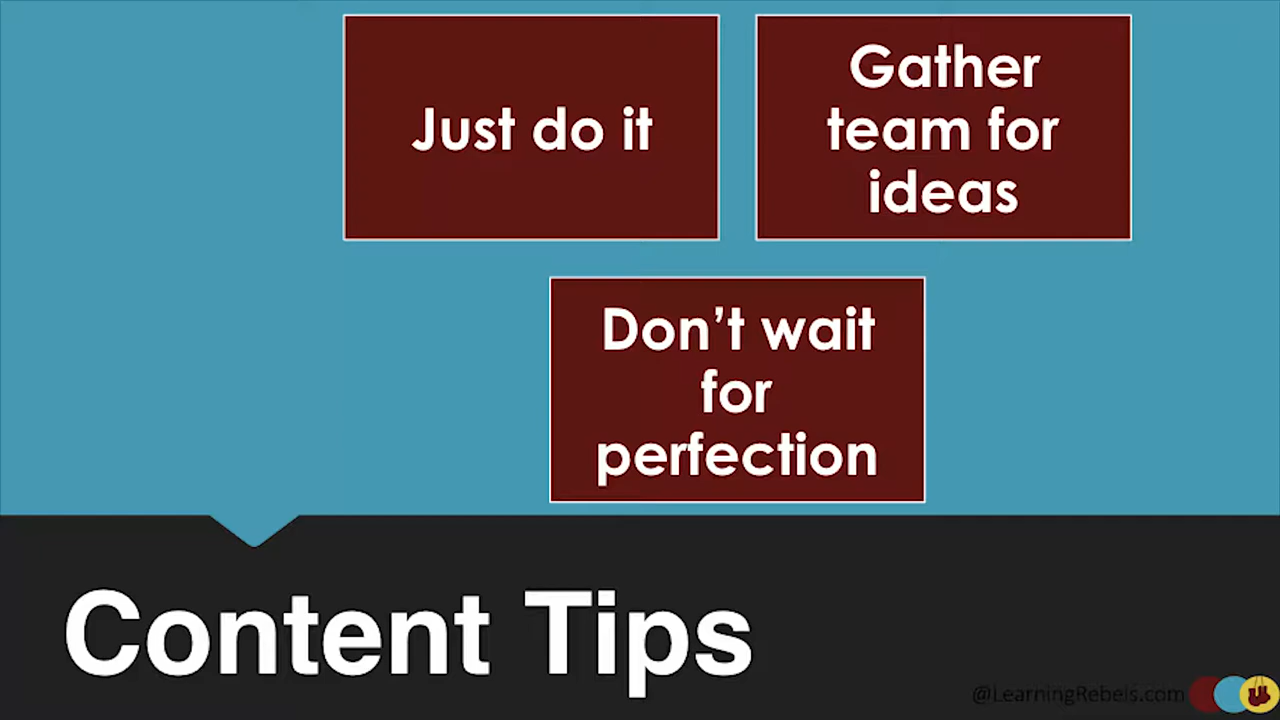 Just do it
Gather
team for
ideas
Don’t wait
for
perfection
Content Tips
@LearningRebels.com